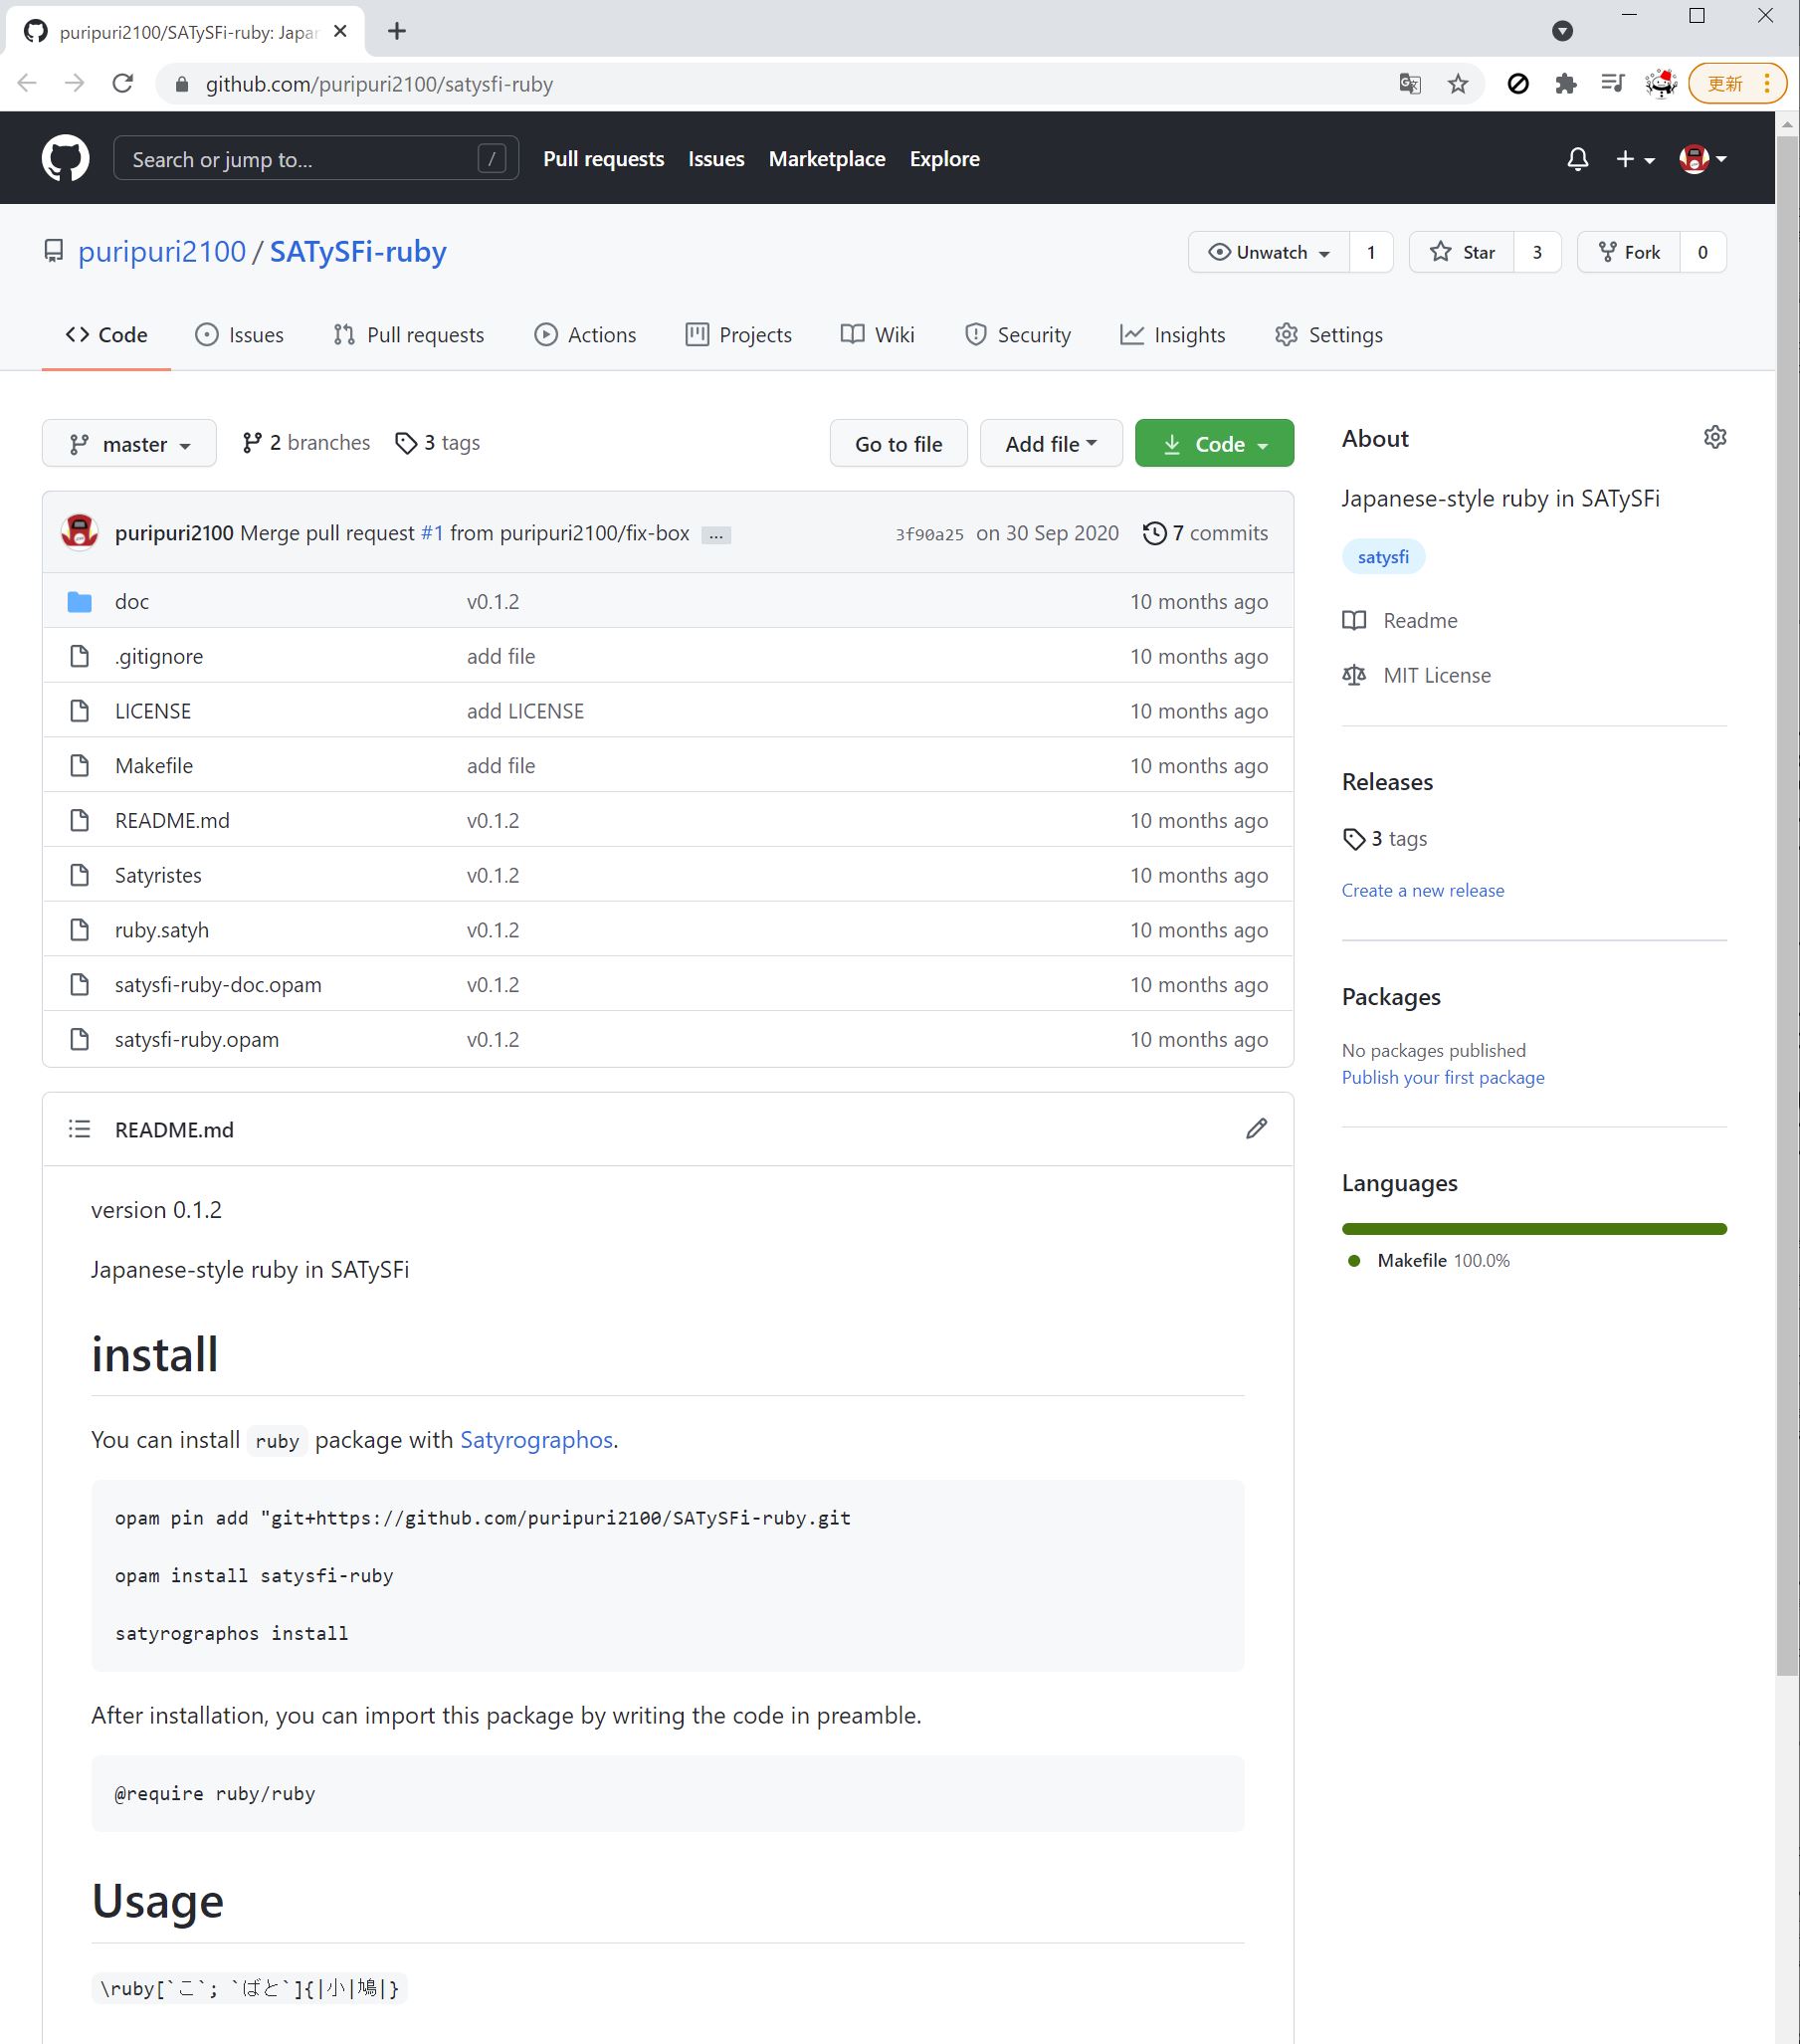 puripuri2100/SATySFi-ruby: Japan
github.com/puripuri2100/satysfi-ruby
更新
Search or jump to...
/
Pull requests
Issues
Marketplace
Explore
puripuri2100 / SATySFi-ruby
Unwatch 1
Star 3
Fork 0
Code
Issues
Pull requests
Actions
Projects
Wiki
Security
Insights
Settings
master
2 branches
3 tags
Go to file
Add file
Code
puripuri2100 Merge pull request #1 from puripuri2100/fix-box ... 3f90a25 on 30 Sep 2020 7 commits
doc v0.1.2 10 months ago
.gitignore add file 10 months ago
LICENSE add LICENSE 10 months ago
Makefile add file 10 months ago
README.md v0.1.2 10 months ago
Satyristes v0.1.2 10 months ago
ruby.satyh v0.1.2 10 months ago
satysfi-ruby-doc.opam v0.1.2 10 months ago
satysfi-ruby.opam v0.1.2 10 months ago
README.md
version 0.1.2
Japanese-style ruby in SATySFi
install
You can install ruby package with Satyrographos.
opam pin add "git+https://github.com/puripuri2100/SATySFi-ruby.git
opam install satysfi-ruby
satyrographos install
After installation, you can import this package by writing the code in preamble.
@require ruby/ruby
Usage
\ruby[`こ`; `ばと`]{|小|鳩|}
About
Japanese-style ruby in SATySFi
satysfi
Readme
MIT License
Releases
3 tags
Create a new release
Packages
No packages published
Publish your first package
Languages
Makefile 100.0%